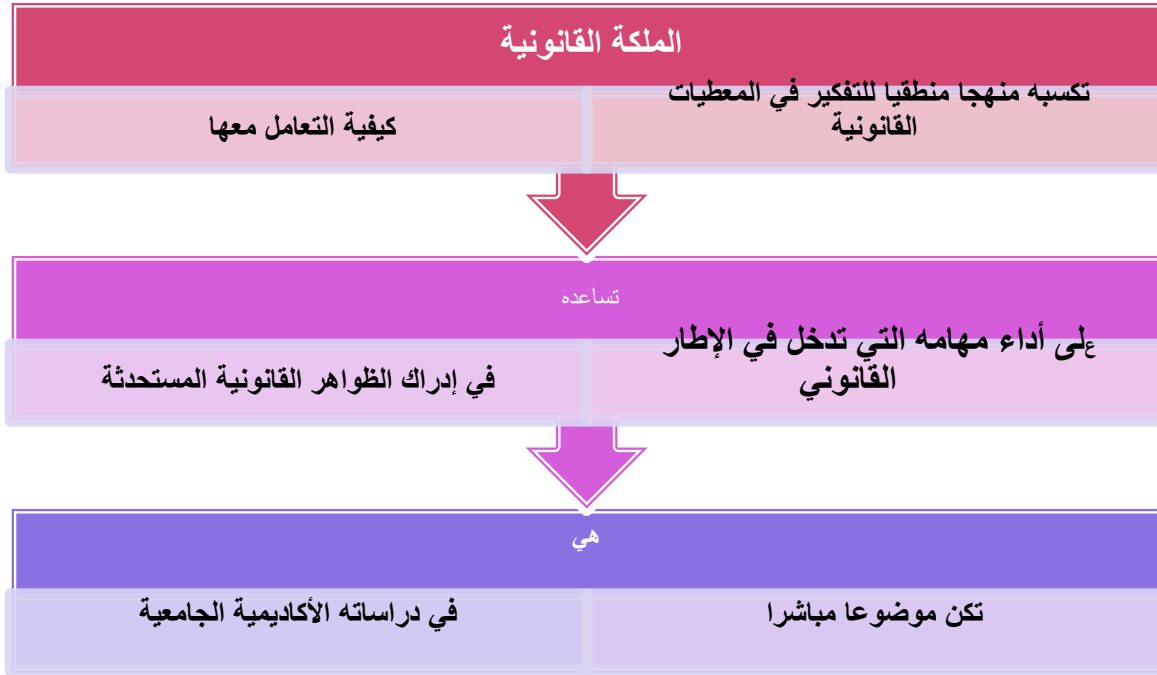 الملكة القانونية
تكسبه منهجا منطقيا للتفكير في المعطيات
القانونية
كيفية التعامل معها
تساعده
على أداء مهامه التي تدخل في الإطار
القانوني
في إدراك الظواهر القانونية المستحدثة
هي
تكن موضوعا مباشرا
في دراساته الأكاديمية الجامعية